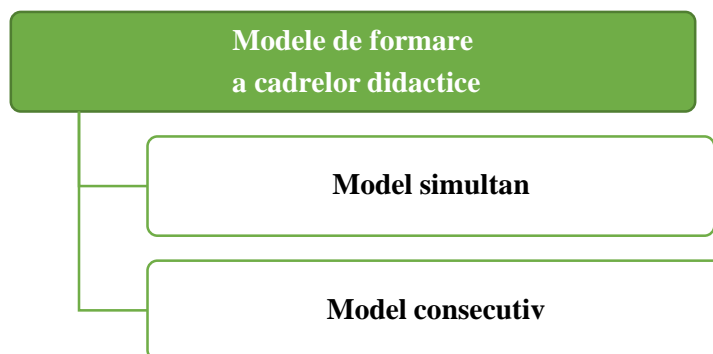 Modele de formare
a cadrelor didactice
Model simultan
Model consecutiv